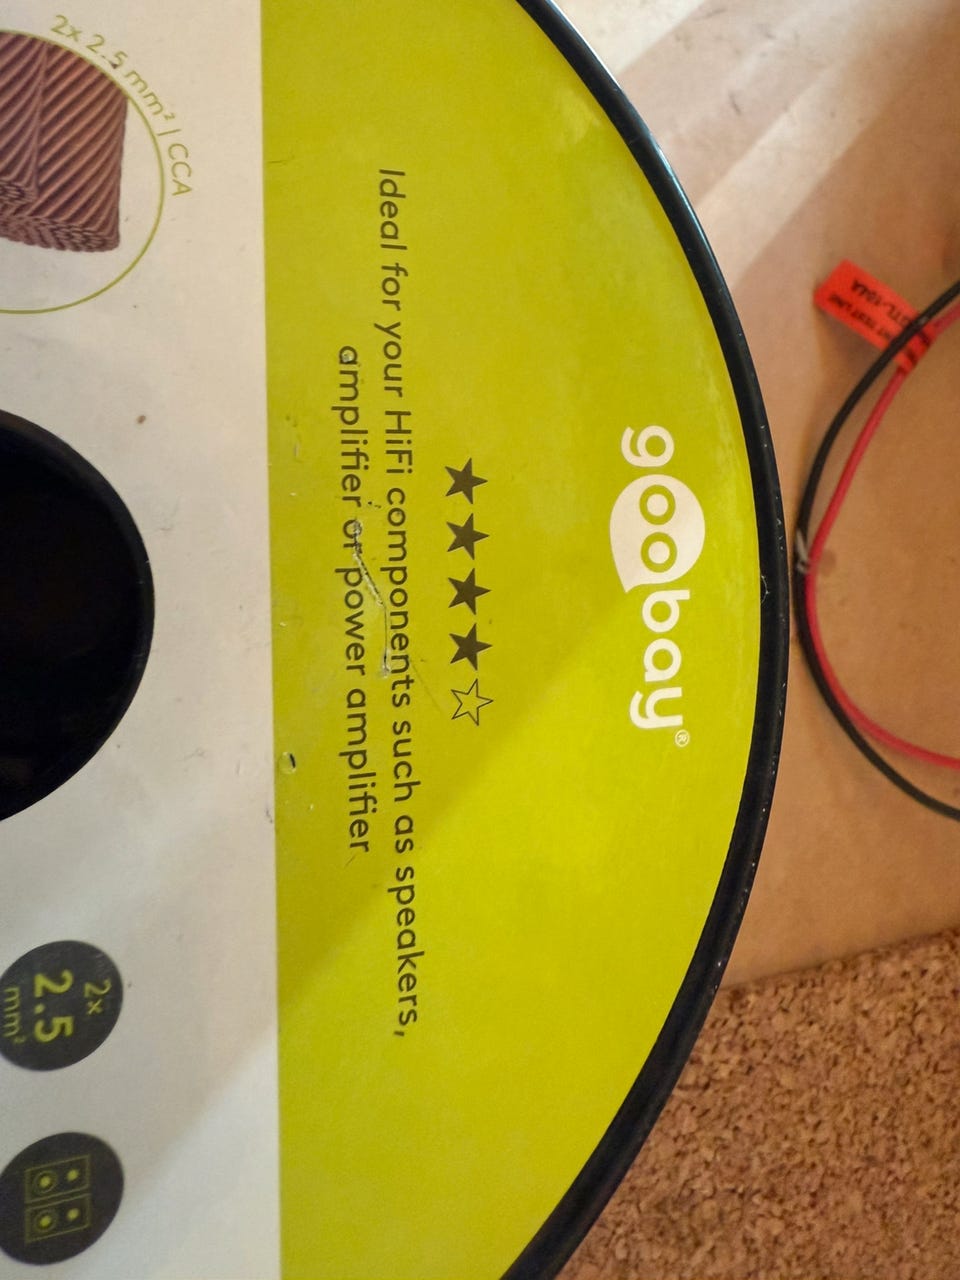 goobay®
★★★★☆
Ideal for your HiFi components such as speakers,
amplifier or power amplifier
2x 2.5 mm² | CCA
2x
2.5
mm²